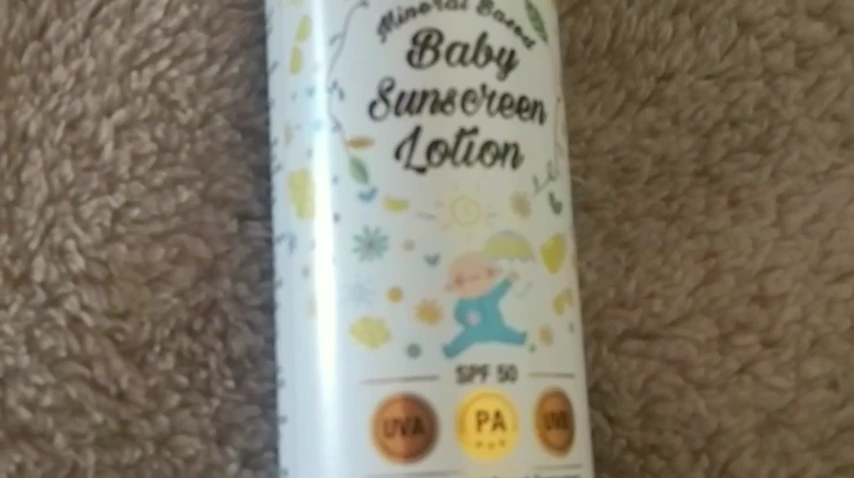 Mineral Based
Baby
Sunscreen
Lotion
SPF 50
UVA PA UVB